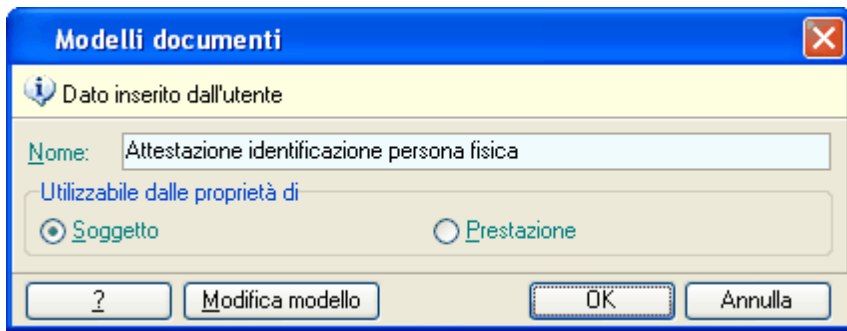 Modelli documenti
Dato inserito dall'utente
Nome: Attestazione identificazione persona fisica
Utilizzabile dalle proprietà di
Soggetto Prestazione
? Modifica modello OK Annulla